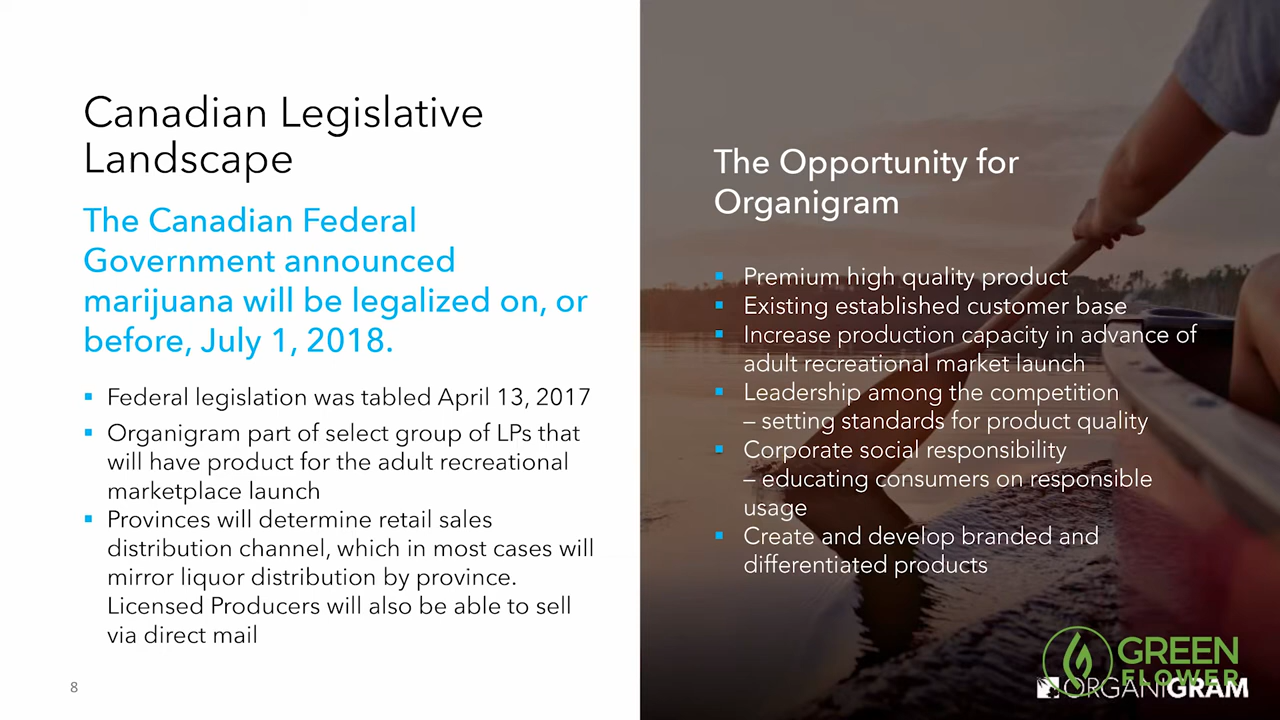 Canadian Legislative
Landscape
The Canadian Federal
Government announced
marijuana will be legalized on, or
before, July 1, 2018.
▪ Federal legislation was tabled April 13, 2017
▪ Organigram part of select group of LPs that
will have product for the adult recreational
marketplace launch
▪ Provinces will determine retail sales
distribution channel, which in most cases will
mirror liquor distribution by province.
Licensed Producers will also be able to sell
via direct mail
8
The Opportunity for
Organigram
▪ Premium high quality product
▪ Existing established customer base
▪ Increase production capacity in advance of
adult recreational market launch
▪ Leadership among the competition
– setting standards for product quality
▪ Corporate social responsibility
– educating consumers on responsible
usage
▪ Create and develop branded and
differentiated products
GREEN
FLOWER
ORGANIGRAM